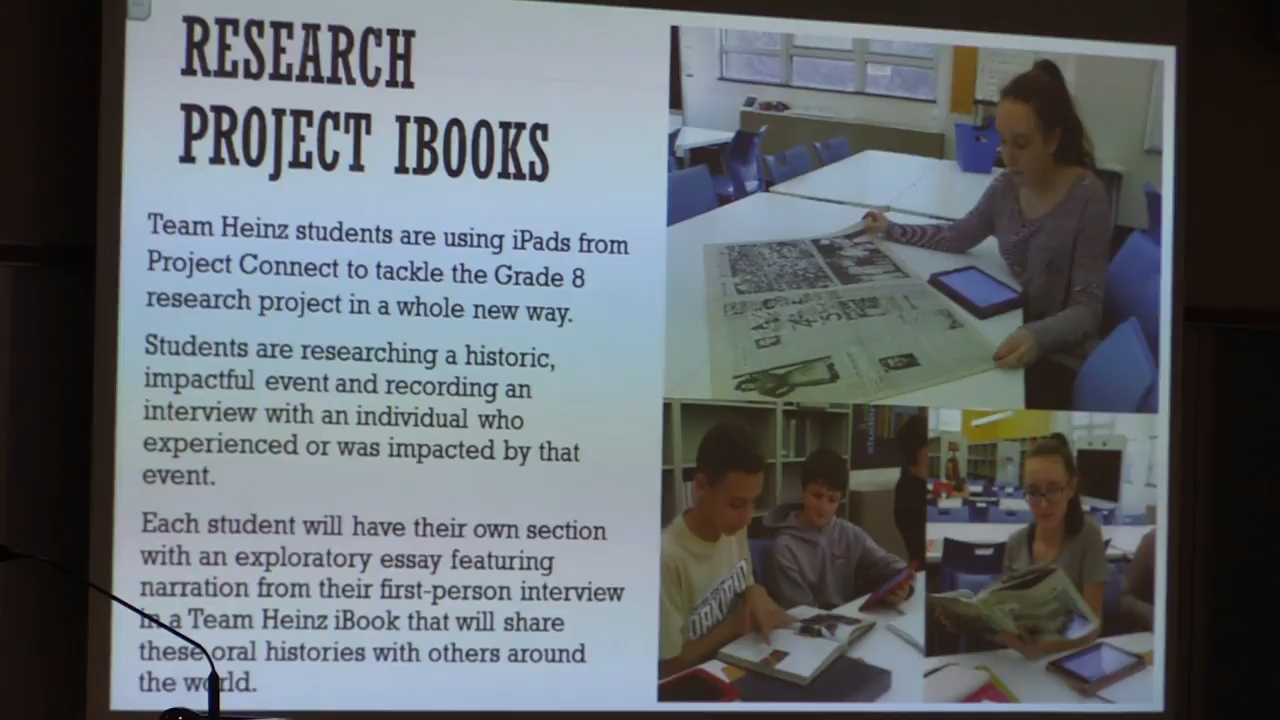 RESEARCH
PROJECT IBOOKS
Team Heinz students are using iPads from
Project Connect to tackle the Grade 8
research project in a whole new way.
Students are researching a historic,
impactful event and recording an
interview with an individual who
experienced or was impacted by that
event.
Each student will have their own section
with an exploratory essay featuring
narration from their first-person interview
in a Team Heinz iBook that will share
these oral histories with others around
the world.